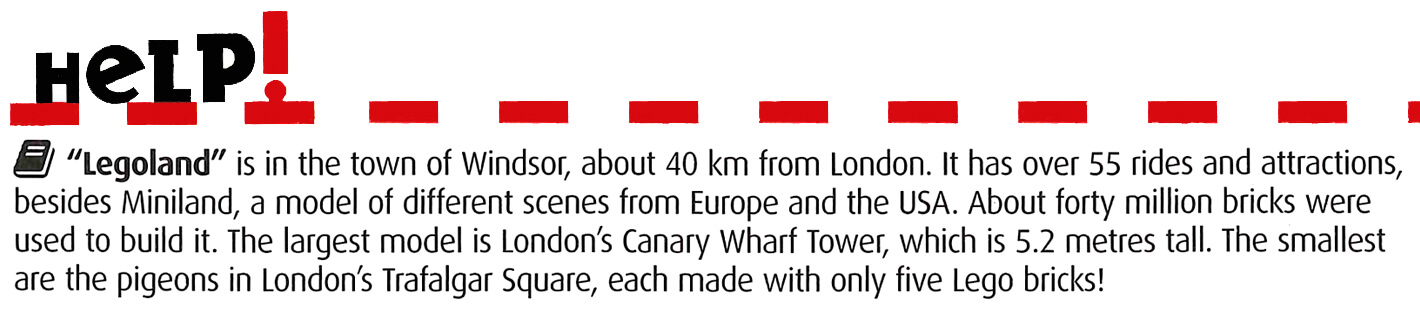 HeLP!
"Legoland" is in the town of Windsor, about 40 km from London. It has over 55 rides and attractions,
besides Miniland, a model of different scenes from Europe and the USA. About forty million bricks were
used to build it. The largest model is London's Canary Wharf Tower, which is 5.2 metres tall. The smallest
are the pigeons in London's Trafalgar Square, each made with only five Lego bricks!